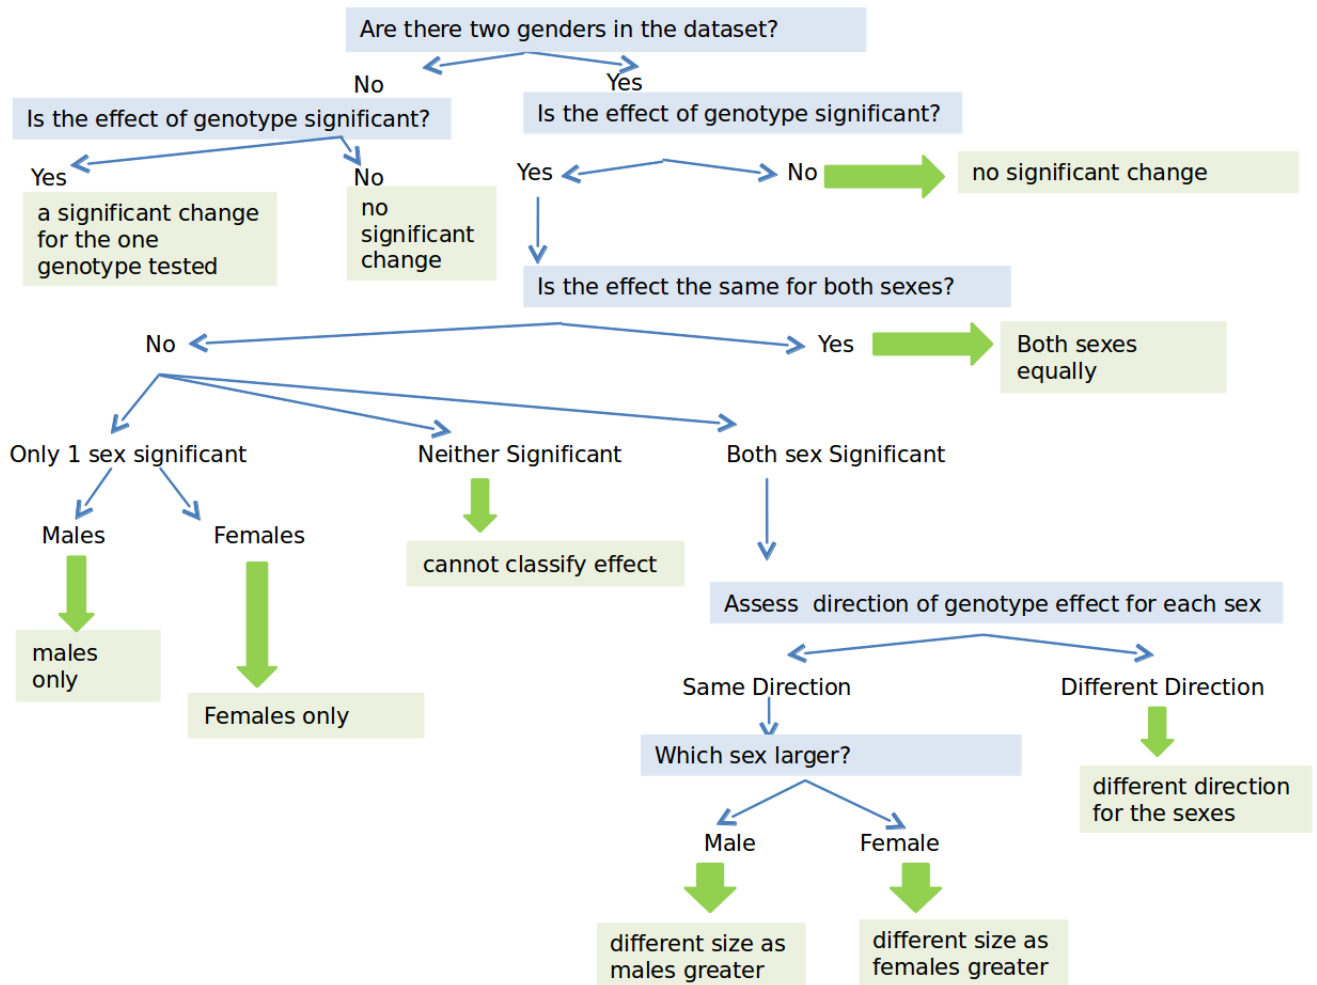 Are there two genders in the dataset?
No
Yes
Is the effect of genotype significant?
Is the effect of genotype significant?
Yes
No
Yes
No
no significant change
a significant change
for the one
genotype tested
no
significant
change
Is the effect the same for both sexes?
No
Yes
Both sexes
equally
Only 1 sex significant
Neither Significant
Both sex Significant
Males
Females
cannot classify effect
Assess  direction of genotype effect for each sex
males
only
Females only
Same Direction
Different Direction
Which sex larger?
different direction
for the sexes
Male
Female
different size as
males greater
different size as
females greater